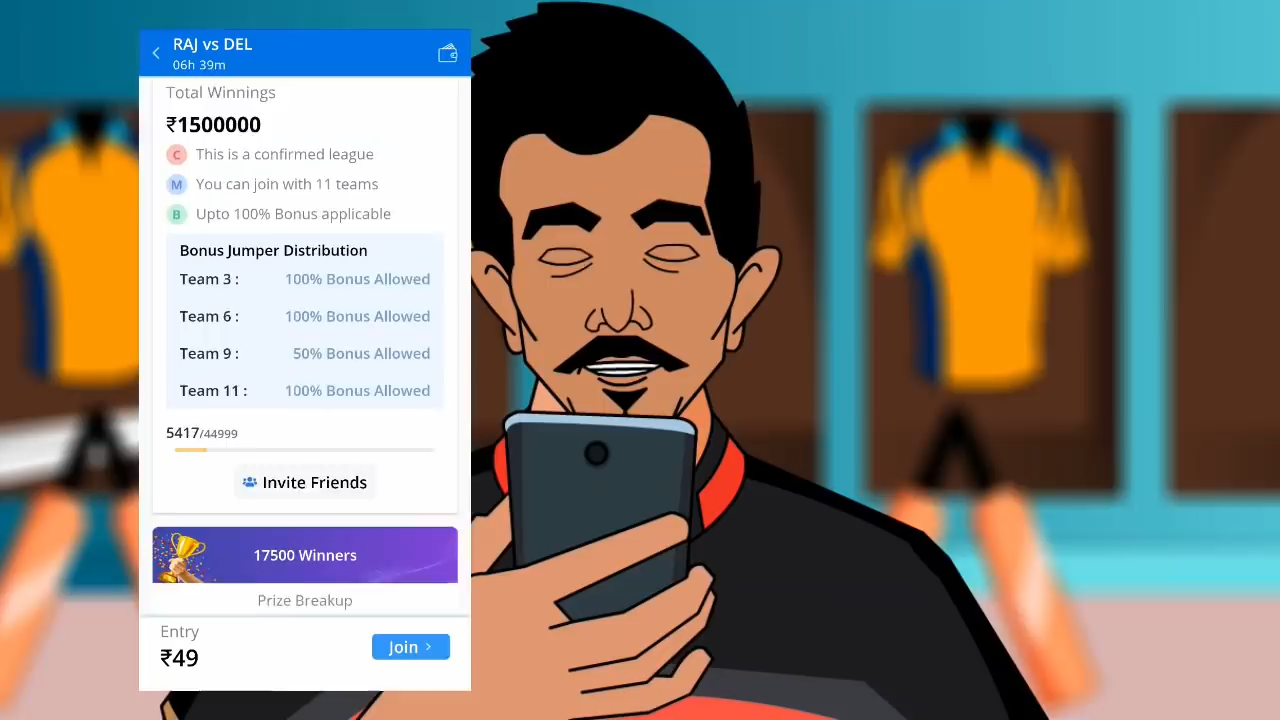 RAJ vs DEL
06h 39m
Total Winnings
₹1500000
C This is a confirmed league
M You can join with 11 teams
B Upto 100% Bonus applicable
Bonus Jumper Distribution
Team 3 : 100% Bonus Allowed
Team 6 : 100% Bonus Allowed
Team 9 : 50% Bonus Allowed
Team 11 : 100% Bonus Allowed
5417/44999
Invite Friends
17500 Winners
Prize Breakup
Entry
₹49
Join >